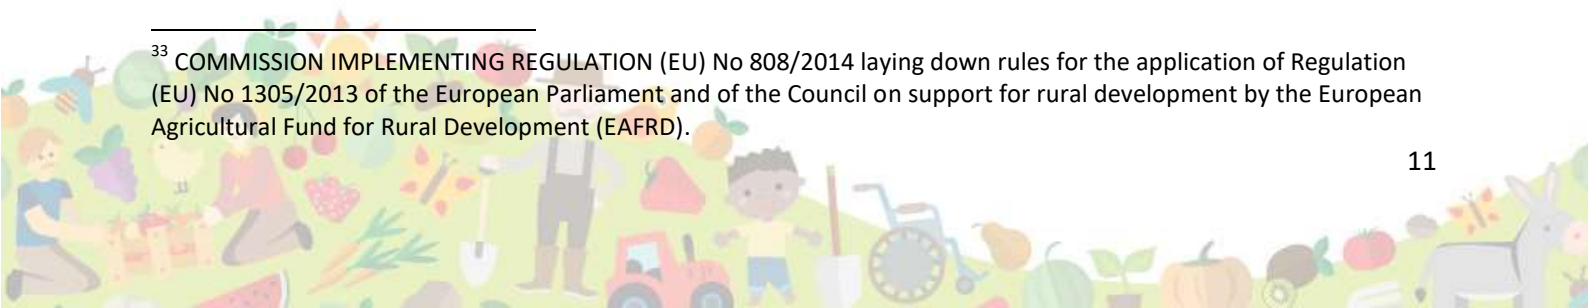 33 COMMISSION IMPLEMENTING REGULATION (EU) No 808/2014 laying down rules for the application of Regulation
(EU) No 1305/2013 of the European Parliament and of the Council on support for rural development by the European
Agricultural Fund for Rural Development (EAFRD).
11